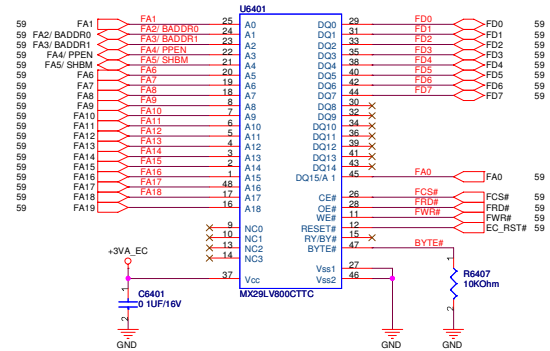 U6401
59 FA1 FA1 25 A0 DQ0 29 FD0 FD0 59
59 FA2/ BADDR0 FA2/ BADDR0 24 A1 DQ1 31 FD1 FD1 59
59 FA3/ BADDR1 FA3/ BADDR1 23 A2 DQ2 33 FD2 FD2 59
59 FA4/ PPEN FA4/ PPEN 22 A3 DQ3 35 FD3 FD3 59
59 FA5/ SHBM FA5/ SHBM 21 A4 DQ4 38 FD4 FD4 59
59 FA6 FA6 20 A5 DQ5 40 FD5 FD5 59
59 FA7 FA7 19 A6 DQ6 42 FD6 FD6 59
59 FA8 FA8 18 A7 DQ7 44 FD7 FD7 59
59 FA9 FA9 8 A8 DQ8 30
59 FA10 FA10 7 A9 DQ9 32
59 FA11 FA11 6 A10 DQ10 34
59 FA12 FA12 5 A11 DQ11 36
59 FA13 FA13 4 A12 DQ12 39
59 FA14 FA14 3 A13 DQ13 41
59 FA15 FA15 2 A14 DQ14 43
59 FA16 FA16 1 A15 DQ15/A 1 45 FA0 FA0 59
59 FA17 FA17 48 A16
59 FA18 FA18 17 A17 CE# 26 FCS# FCS# 59
59 FA19 16 A18 OE# 28 FRD# FRD# 59
WE# 11 FWR# FWR# 59
9 NC0 RESET# 12 EC_RST# 59
10 NC1 RY/BY# 15
13 NC2 BYTE# 47 BYTE#
14 NC3
+3VA_EC
37 Vcc Vss1 27
Vss2 46
MX29LV800CTTC
1 C6401
0 1UF/16V
2
1 R6407
10KOhm
2
GND
GND
GND